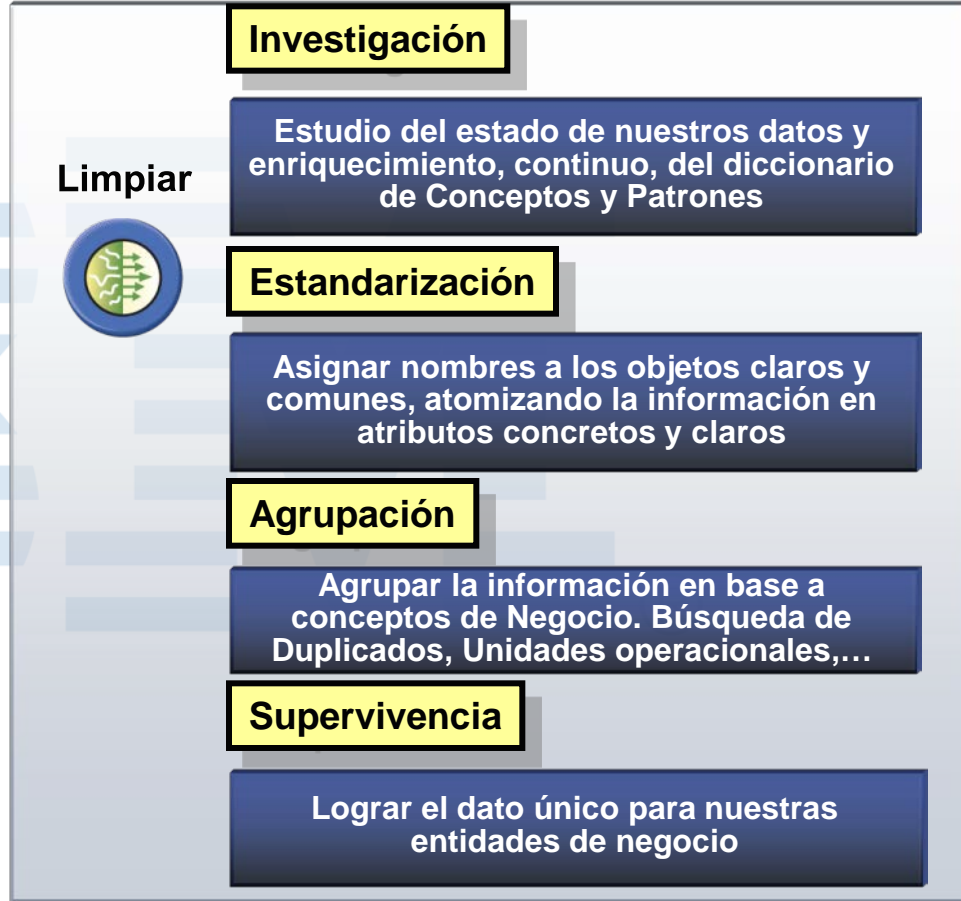 Investigación
Estudio del estado de nuestros datos y
enriquecimiento, continuo, del diccionario
de Conceptos y Patrones
Limpiar
Estandarización
Asignar nombres a los objetos claros y
comunes, atomizando la información en
atributos concretos y claros
Agrupación
Agrupar la información en base a
conceptos de Negocio. Búsqueda de
Duplicados, Unidades operacionales,…
Supervivencia
Lograr el dato único para nuestras
entidades de negocio